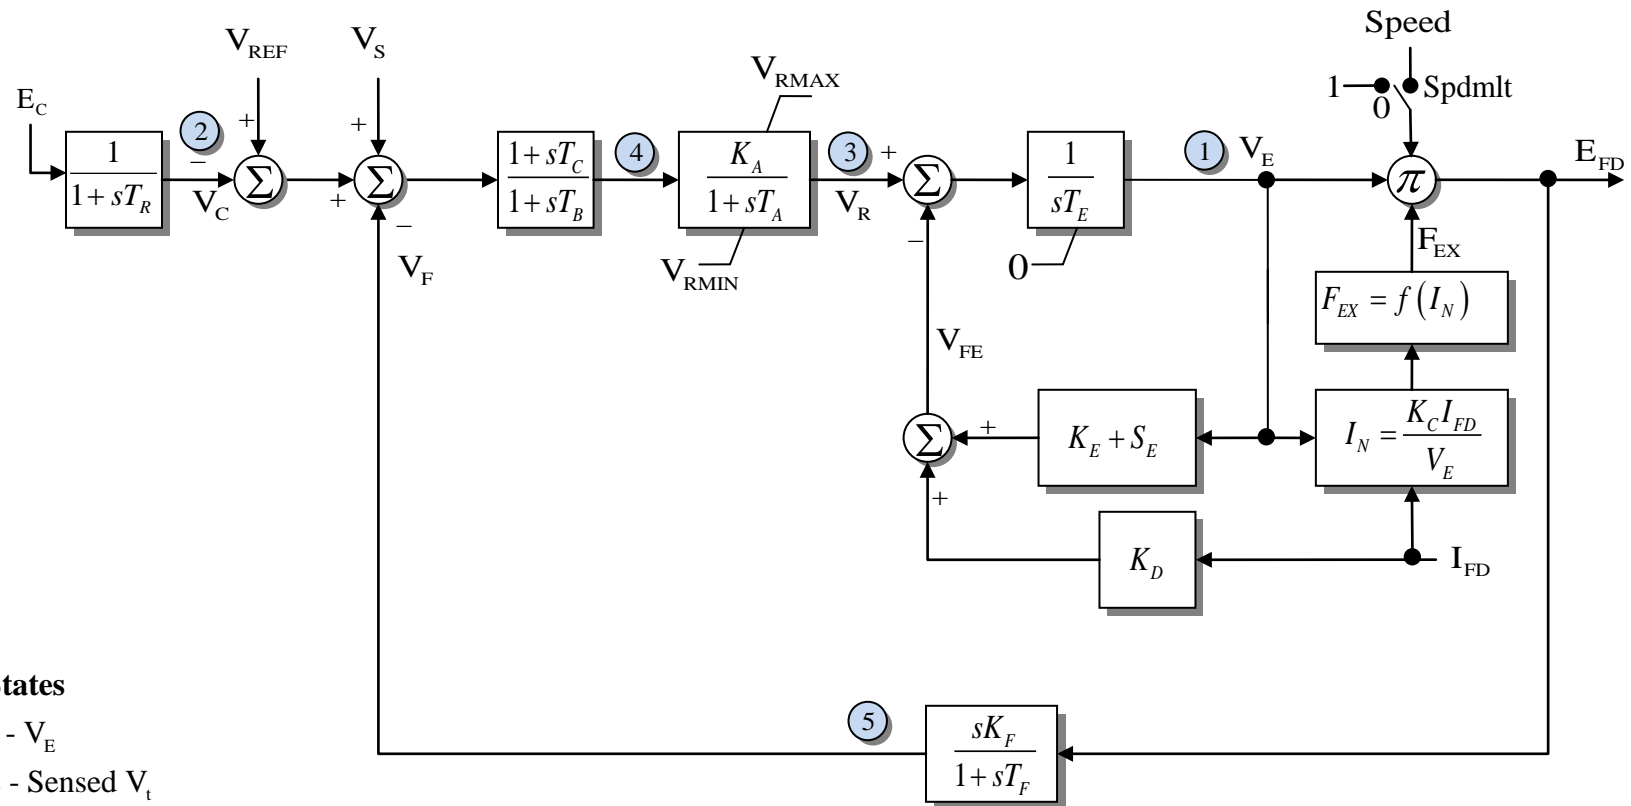 Speed
V_REF
V_S
V_RMAX
1
0
Spdmlt
E_C
+
+
2
−
1
1 + sT_R
V_C
Σ
+
Σ
−
V_F
1 + sT_C
1 + sT_B
4
K_A
1 + sT_A
V_RMIN
3
V_R
+
Σ
−
1
sT_E
0
1
V_E
π
E_FD
F_EX
F_EX = f(I_N)
V_FE
Σ
+
K_E + S_E
I_N = K_C I_FD
V_E
+
K_D
I_FD
tates
- V_E
- Sensed V_t
5
sK_F
1 + sT_F